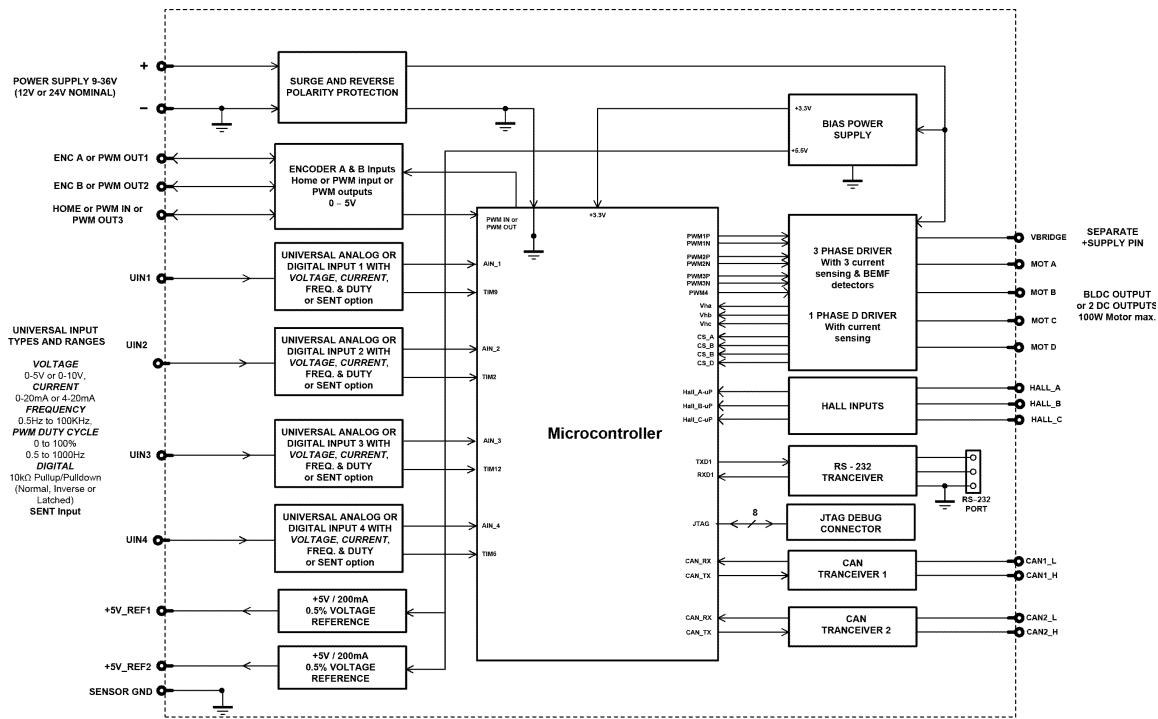 POWER SUPPLY 9-36V
(12V or 24V NOMINAL)
+
−
SURGE AND REVERSE
POLARITY PROTECTION
+3.3V
+5.5V
BIAS POWER
SUPPLY
ENC A or PWM OUT1
ENC B or PWM OUT2
HOME or PWM IN or
PWM OUT3
ENCODER A & B Inputs
Home or PWM input or
PWM outputs
0 – 5V
PWM IN or
PWM OUT
+3.3V
UIN1
UNIVERSAL ANALOG OR
DIGITAL INPUT 1 WITH
VOLTAGE, CURRENT,
FREQ. & DUTY
or SENT option
AIN_1
TIM9
UNIVERSAL INPUT
TYPES AND RANGES
VOLTAGE
0-5V or 0-10V,
CURRENT
0-20mA or 4-20mA
FREQUENCY
0.5Hz to 100KHz,
PWM DUTY CYCLE
0 to 100%
0.5 to 1000Hz
DIGITAL
10kΩ Pullup/Pulldown
(Normal, Inverse or
Latched)
SENT Input
UIN2
UNIVERSAL ANALOG OR
DIGITAL INPUT 2 WITH
VOLTAGE, CURRENT,
FREQ. & DUTY
or SENT option
AIN_2
TIM2
UIN3
UNIVERSAL ANALOG OR
DIGITAL INPUT 3 WITH
VOLTAGE, CURRENT,
FREQ. & DUTY
or SENT option
AIN_3
TIM12
UIN4
UNIVERSAL ANALOG OR
DIGITAL INPUT 4 WITH
VOLTAGE, CURRENT,
FREQ. & DUTY
or SENT option
AIN_4
TIM5
+5V_REF1
+5V / 200mA
0.5% VOLTAGE
REFERENCE
+5V_REF2
+5V / 200mA
0.5% VOLTAGE
REFERENCE
SENSOR GND
Microcontroller
PWM1P
PWM1N
PWM2P
PWM2N
PWM3P
PWM3N
PWM4
Vha
Vhb
Vhc
CS_A
CS_B
CS_B
CS_D
3 PHASE DRIVER
With 3 current
sensing & BEMF
detectors
1 PHASE D DRIVER
With current
sensing
VBRIDGE
MOT A
MOT B
MOT C
MOT D
SEPARATE
+SUPPLY PIN
BLDC OUTPUT
or 2 DC OUTPUTS
100W Motor max.
Hall_A-uP
Hall_B-uP
Hall_C-uP
HALL INPUTS
HALL_A
HALL_B
HALL_C
TXD1
RXD1
RS - 232
TRANCEIVER
RS-232
PORT
JTAG
8
JTAG DEBUG
CONNECTOR
CAN_RX
CAN_TX
CAN
TRANCEIVER 1
CAN1_L
CAN1_H
CAN_RX
CAN_TX
CAN
TRANCEIVER 2
CAN2_L
CAN2_H